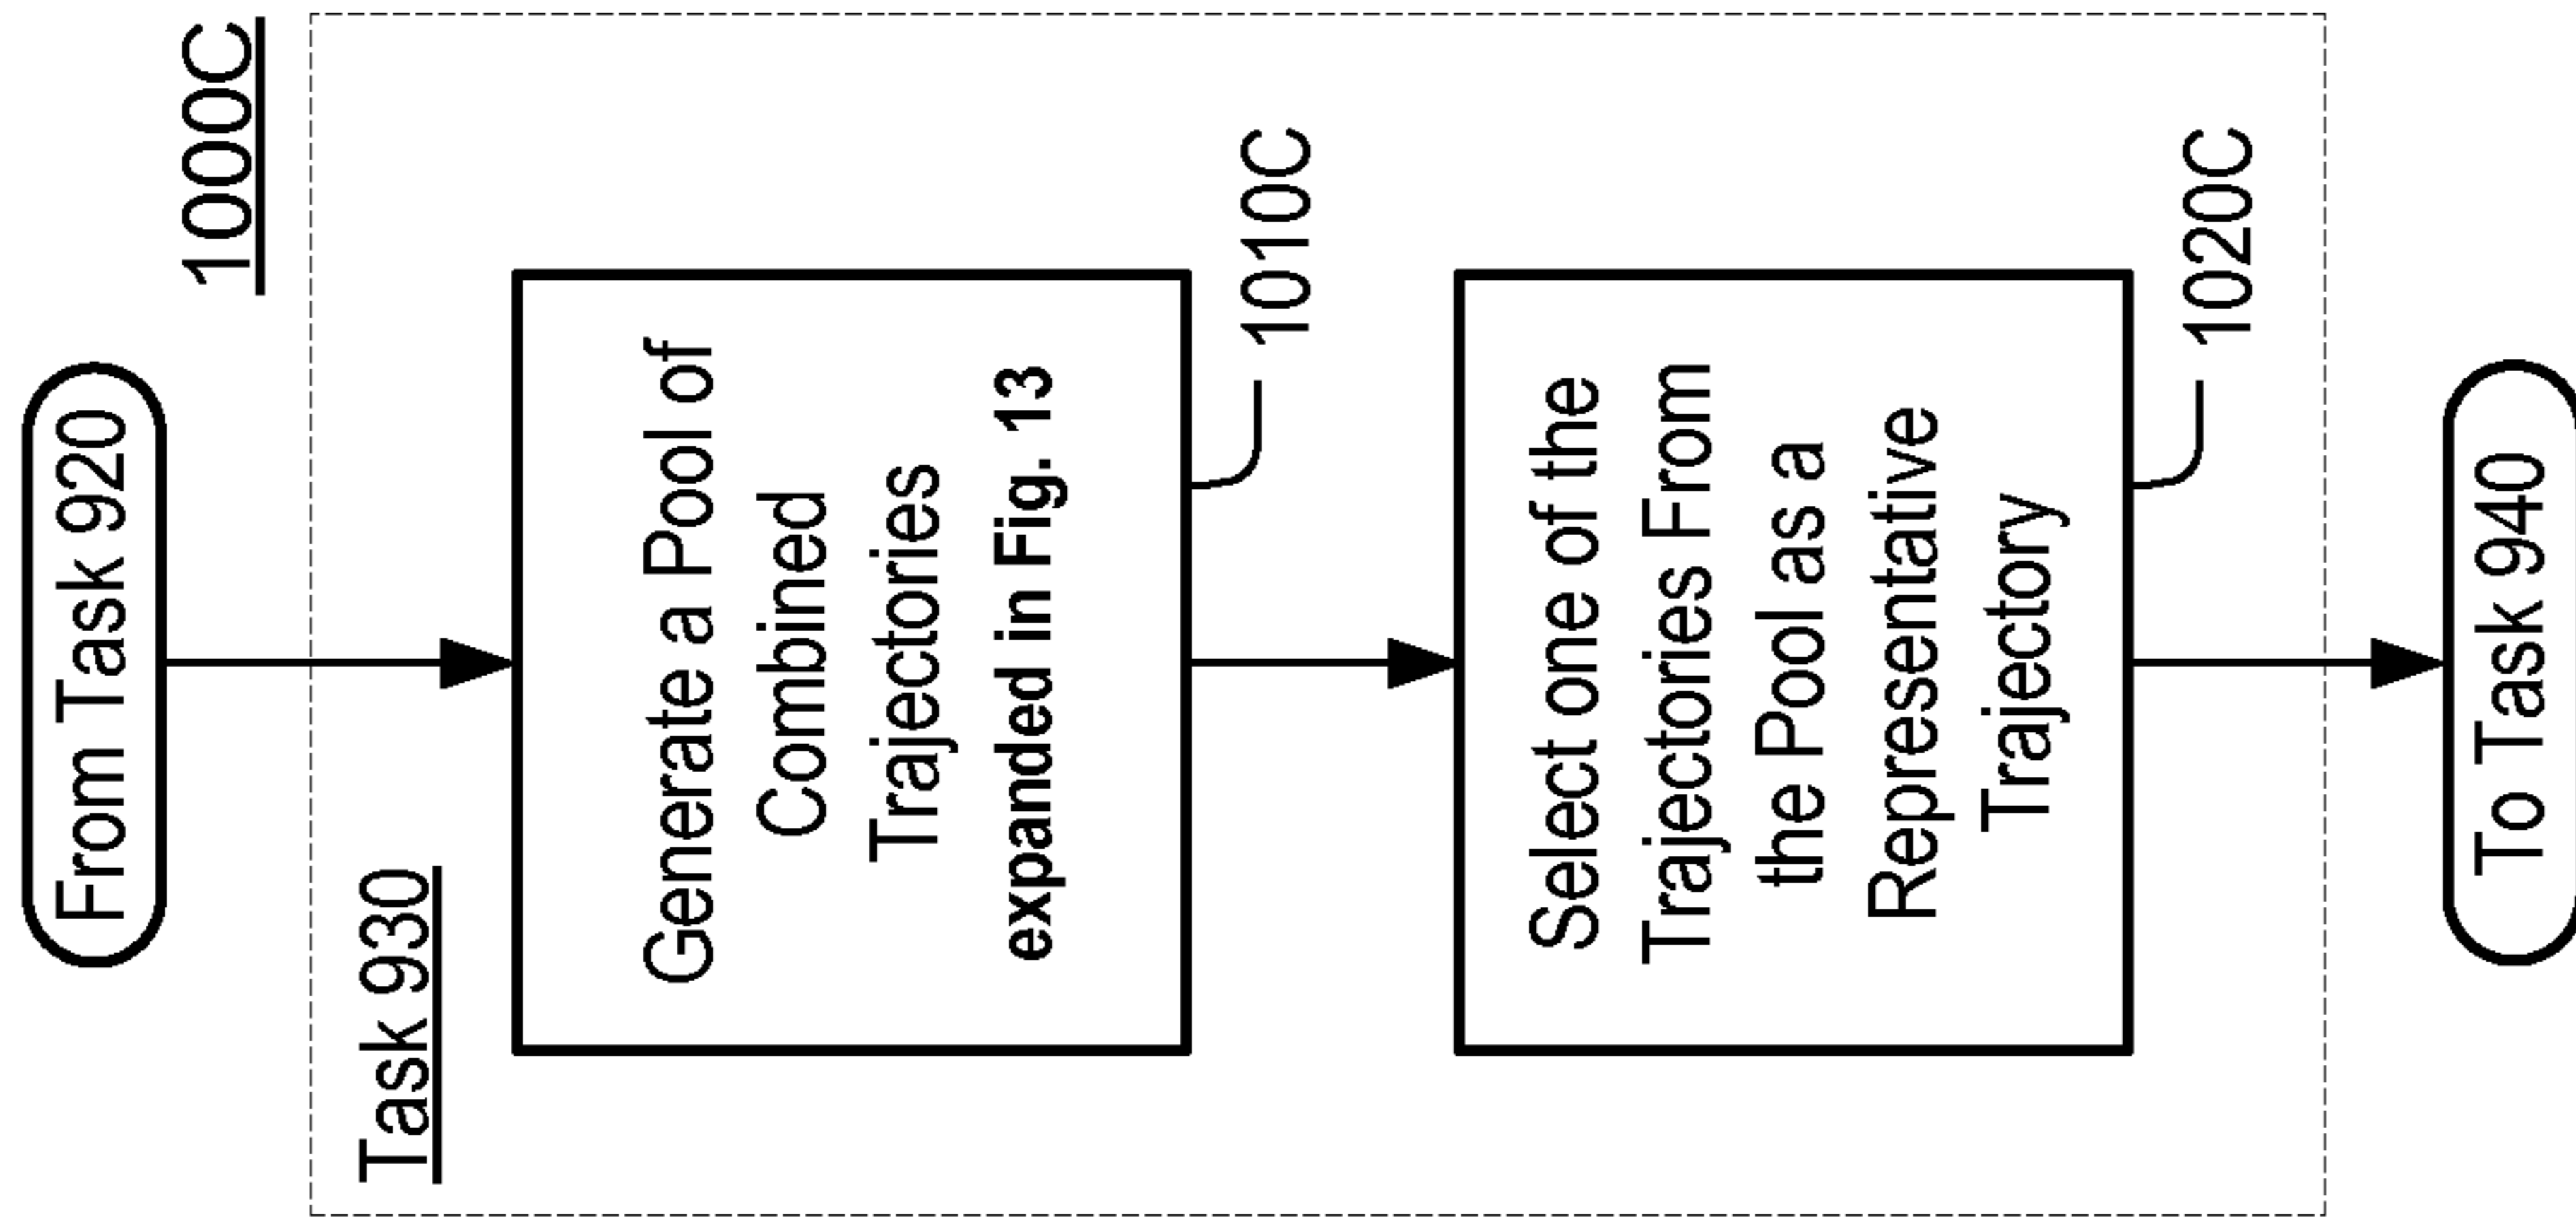 1000C
From Task 920
Task 930
Generate a Pool of
Combined
Trajectories
expanded in Fig. 13
1010C
Select one of the
Trajectories From
the Pool as a
Representative
Trajectory
1020C
To Task 940